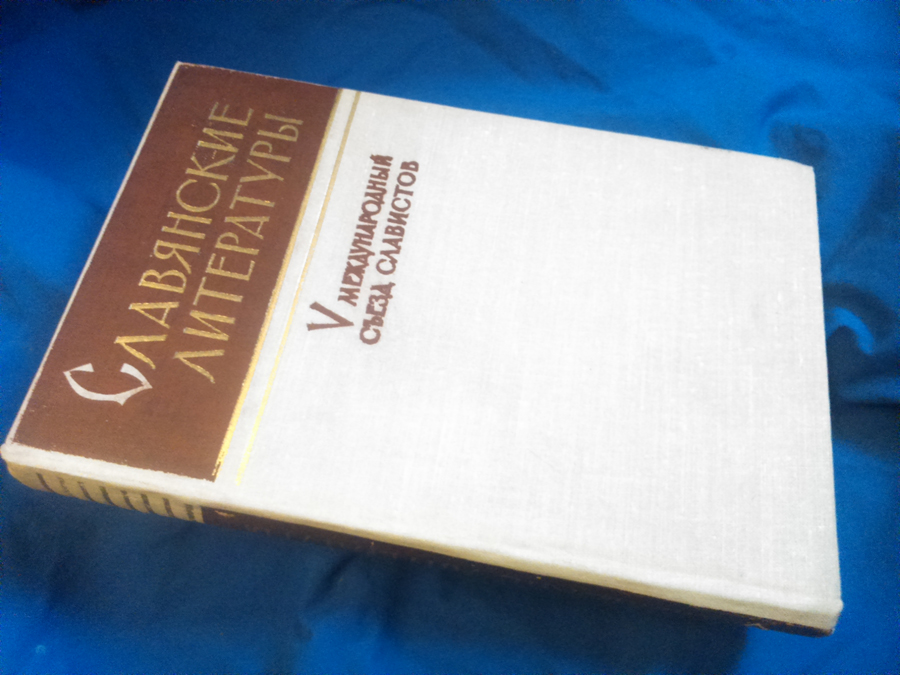 СЛАВЯНСКИЕ
ЛИТЕРАТУРЫ
V МЕЖДУНАРОДНЫЙ
СЪЕЗД СЛАВИСТОВ